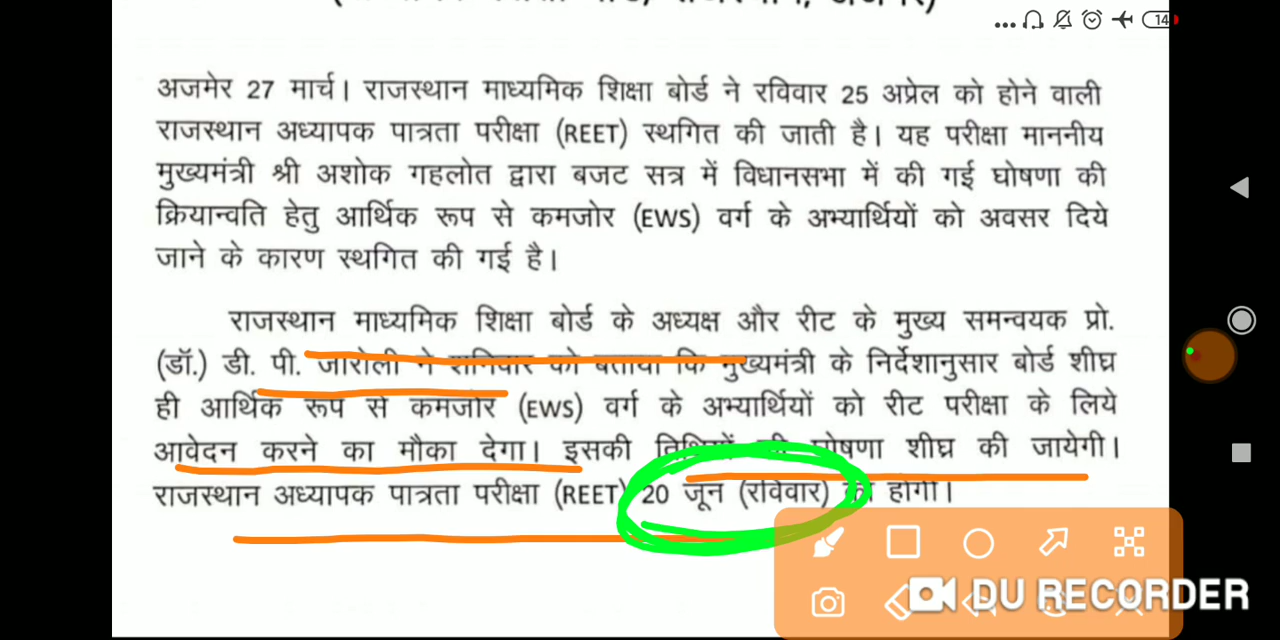 14
अजमेर 27 मार्च। राजस्थान माध्यमिक शिक्षा बोर्ड ने रविवार 25 अप्रेल को होने वाली
राजस्थान अध्यापक पात्रता परीक्षा (REET) स्थगित की जाती है। यह परीक्षा माननीय
मुख्यमंत्री श्री अशोक गहलोत द्वारा बजट सत्र में विधानसभा में की गई घोषणा की
क्रियान्वति हेतु आर्थिक रूप से कमजोर (EWS) वर्ग के अभ्यार्थियों को अवसर दिये
जाने के कारण स्थगित की गई है।
राजस्थान माध्यमिक शिक्षा बोर्ड के अध्यक्ष और रीट के मुख्य समन्वयक प्रो.
(डॉ.) डी. पी. जारोली ने शनिवार को बताया कि मुख्यमंत्री के निर्देशानुसार बोर्ड शीघ्र
ही आर्थिक रूप से कमजोर (EWS) वर्ग के अभ्यार्थियों को रीट परीक्षा के लिये
आवेदन करने का मौका देगा। इसकी तिथियों की घोषणा शीघ्र की जायेगी।
राजस्थान अध्यापक पात्रता परीक्षा (REET) 20 जून (रविवार) को होगी।
DU RECORDER